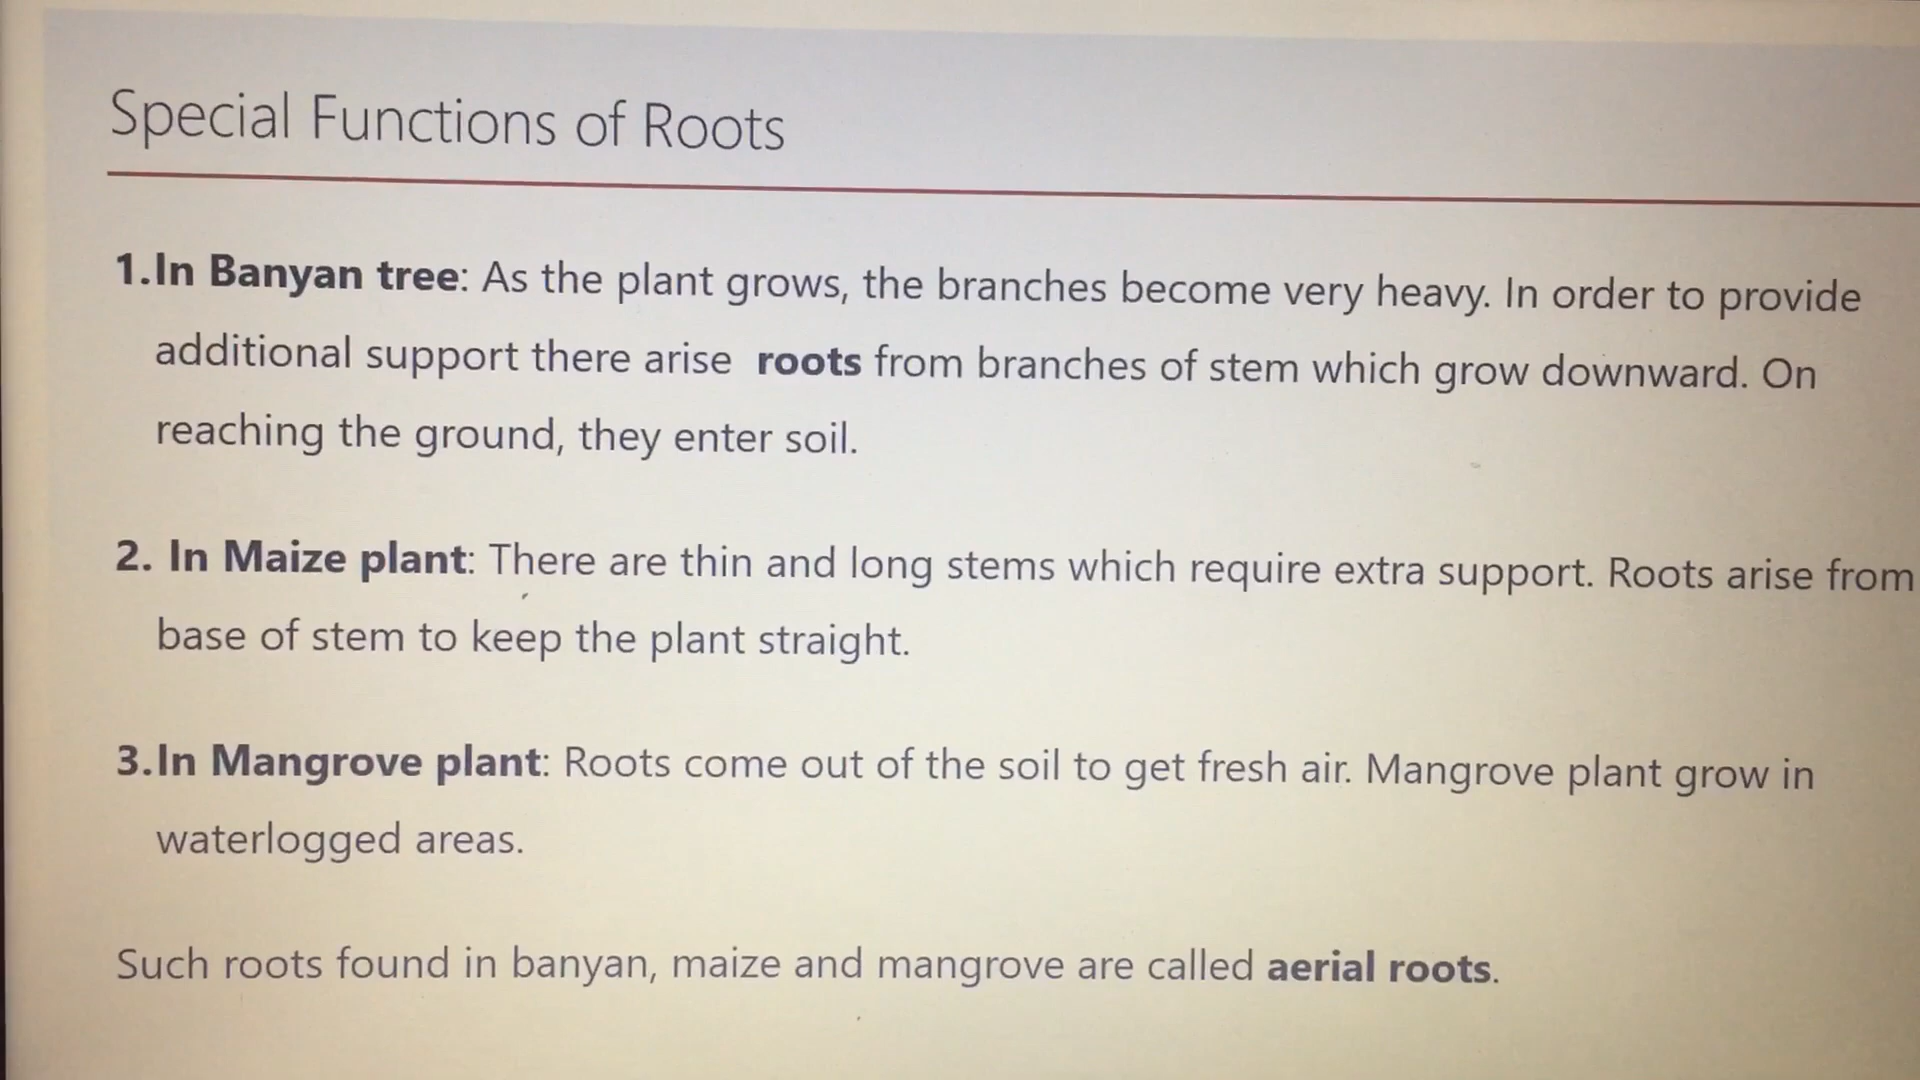 Special Functions of Roots
1.In Banyan tree: As the plant grows, the branches become very heavy. In order to provide
additional support there arise roots from branches of stem which grow downward. On
reaching the ground, they enter soil.
2. In Maize plant: There are thin and long stems which require extra support. Roots arise from
base of stem to keep the plant straight.
3.In Mangrove plant: Roots come out of the soil to get fresh air. Mangrove plant grow in
waterlogged areas.
Such roots found in banyan, maize and mangrove are called aerial roots.